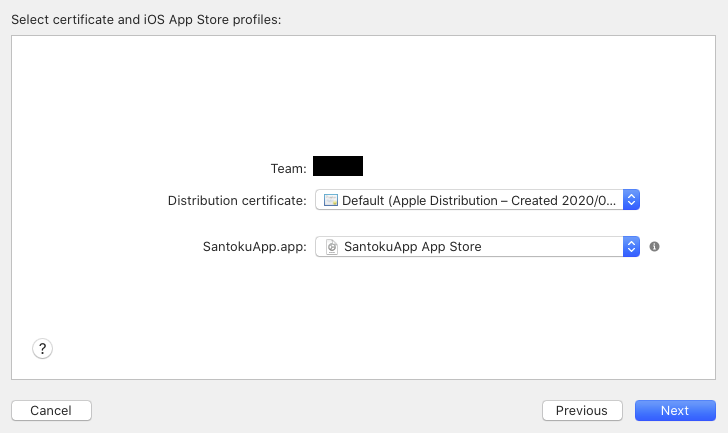 Select certificate and iOS App Store profiles:
Team:
Distribution certificate: Default (Apple Distribution – Created 2020/0...
SantokuApp.app: SantokuApp App Store
?
Cancel Previous Next